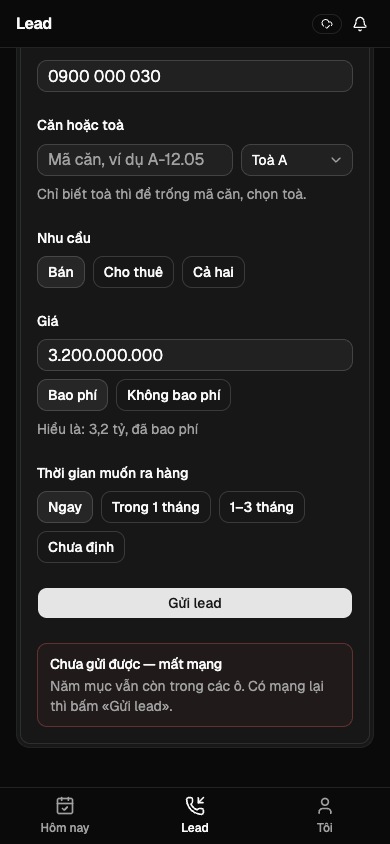 Lead
0900 000 030
Căn hoặc toà
Mã căn, ví dụ A-12.05
Toà A
Chỉ biết toà thì để trống mã căn, chọn toà.
Nhu cầu
Bán Cho thuê Cả hai
Giá
3.200.000.000
Bao phí Không bao phí
Hiểu là: 3,2 tỷ, đã bao phí
Thời gian muốn ra hàng
Ngay Trong 1 tháng 1–3 tháng
Chưa định
Gửi lead
Chưa gửi được — mất mạng
Năm mục vẫn còn trong các ô. Có mạng lại
thì bấm «Gửi lead».
Hôm nay Lead Tôi